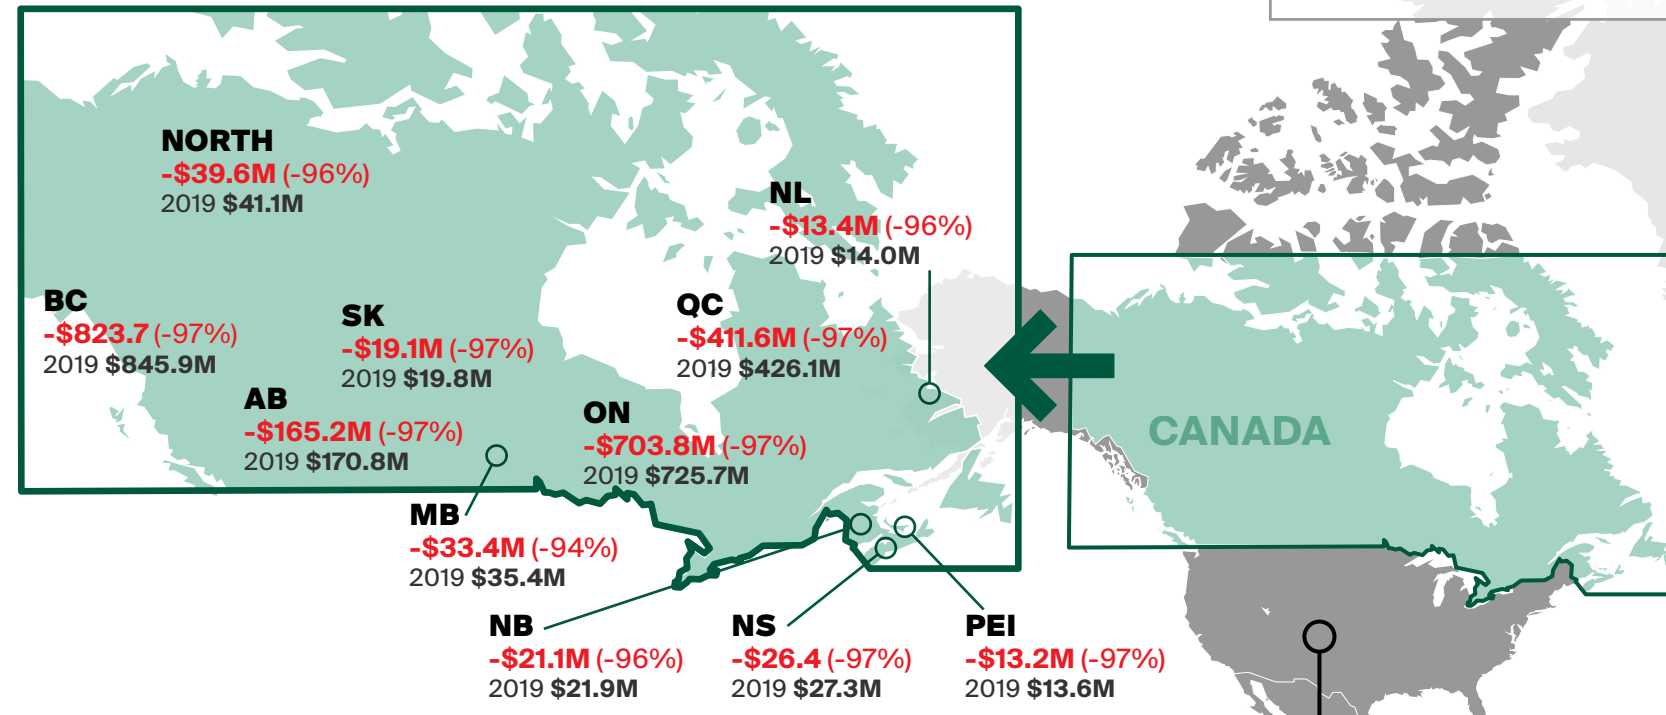 NORTH
-$39.6M (-96%)
2019 $41.1M
NL
-$13.4M (-96%)
2019 $14.0M
BC
-$823.7 (-97%)
2019 $845.9M
SK
-$19.1M (-97%)
2019 $19.8M
QC
-$411.6M (-97%)
2019 $426.1M
AB
-$165.2M (-97%)
2019 $170.8M
ON
-$703.8M (-97%)
2019 $725.7M
CANADA
MB
-$33.4M (-94%)
2019 $35.4M
NB
-$21.1M (-96%)
2019 $21.9M
NS
-$26.4 (-97%)
2019 $27.3M
PEI
-$13.2M (-97%)
2019 $13.6M